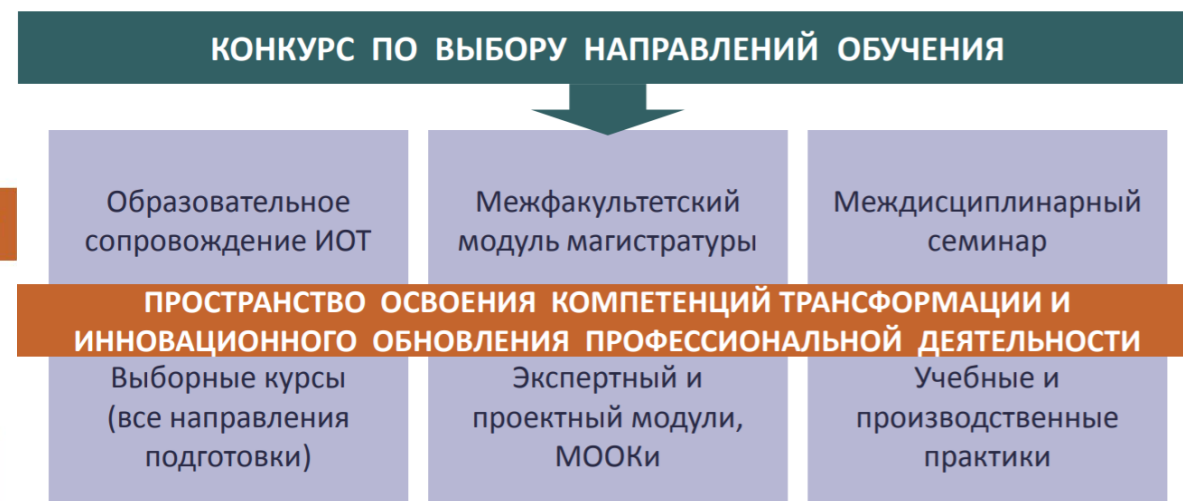 КОНКУРС ПО ВЫБОРУ НАПРАВЛЕНИЙ ОБУЧЕНИЯ
Образовательное
сопровождение ИОТ
Межфакультетский
модуль магистратуры
Междисциплинарный
семинар
ПРОСТРАНСТВО ОСВОЕНИЯ КОМПЕТЕНЦИЙ ТРАНСФОРМАЦИИ И
ИННОВАЦИОННОГО ОБНОВЛЕНИЯ ПРОФЕССИОНАЛЬНОЙ ДЕЯТЕЛЬНОСТИ
Выборные курсы
(все направления
подготовки)
Экспертный и
проектный модули,
МООКи
Учебные и
производственные
практики